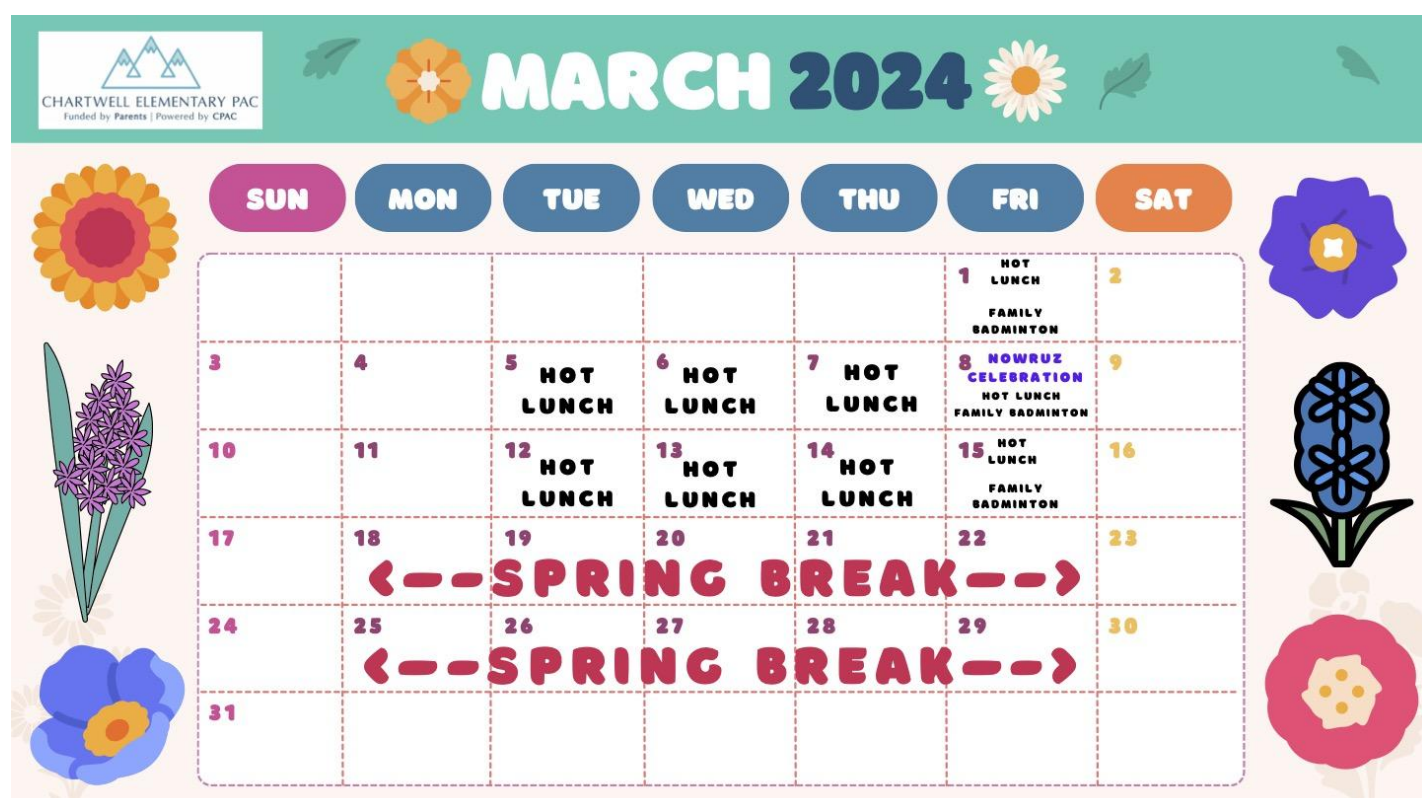 CHARTWELL ELEMENTARY PAC
Funded by Parents | Powered by CPAC
MARCH 2024
SUN MON TUE WED THU FRI SAT
1 HOT
LUNCH
FAMILY
BADMINTON
2
3
4
5 HOT
LUNCH
6 HOT
LUNCH
7 HOT
LUNCH
8 NOWRUZ
CELEBRATION
HOT LUNCH
FAMILY BADMINTON
9
10
11
12 HOT
LUNCH
13 HOT
LUNCH
14 HOT
LUNCH
15 HOT
LUNCH
FAMILY
BADMINTON
16
17 18 19 20 21 22 23
<--SPRING BREAK-->
24 25 26 27 28 29 30
<--SPRING BREAK-->
31